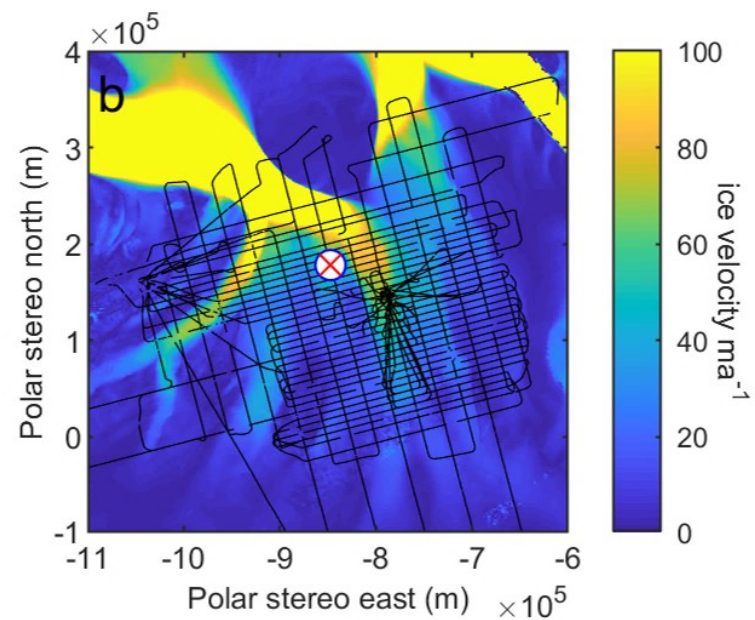 ×10⁵
b
4
3
2
1
0
-1
Polar stereo north (m)
-11 -10 -9 -8 -7 -6
Polar stereo east (m) ×10⁵
100
80
60
40
20
0
ice velocity ma⁻¹